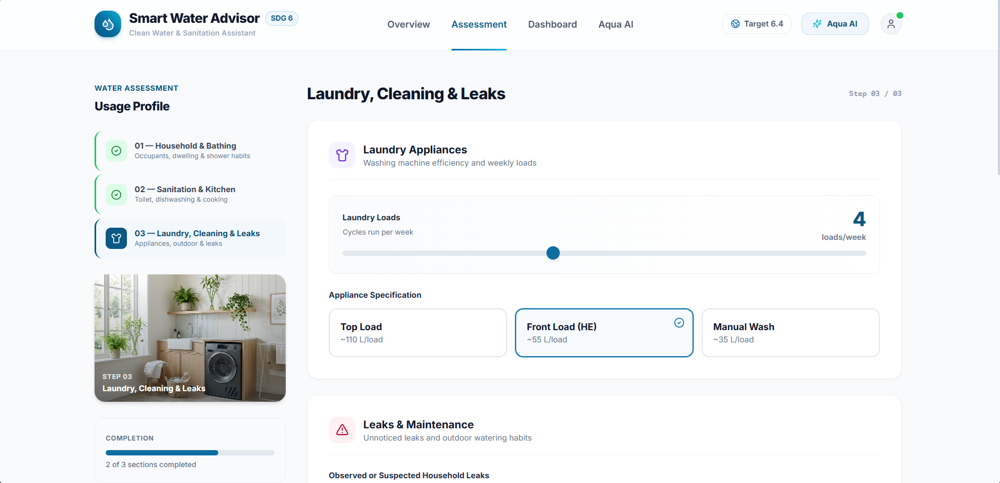 Smart Water Advisor
SDG 6
Clean Water & Sanitation Assistant
Overview
Assessment
Dashboard
Aqua AI
Target 6.4
Aqua AI
WATER ASSESSMENT
Usage Profile
01 — Household & Bathing
Occupants, dwelling & shower habits
02 — Sanitation & Kitchen
Toilet, dishwashing & cooking
03 — Laundry, Cleaning & Leaks
Appliances, outdoor & leaks
STEP 03
Laundry, Cleaning & Leaks
COMPLETION
2 of 3 sections completed
Laundry, Cleaning & Leaks
Step 03 / 03
Laundry Appliances
Washing machine efficiency and weekly loads
Laundry Loads
Cycles run per week
4
loads/week
Appliance Specification
Top Load
~110 L/load
Front Load (HE)
~55 L/load
Manual Wash
~35 L/load
Leaks & Maintenance
Unnoticed leaks and outdoor watering habits
Observed or Suspected Household Leaks